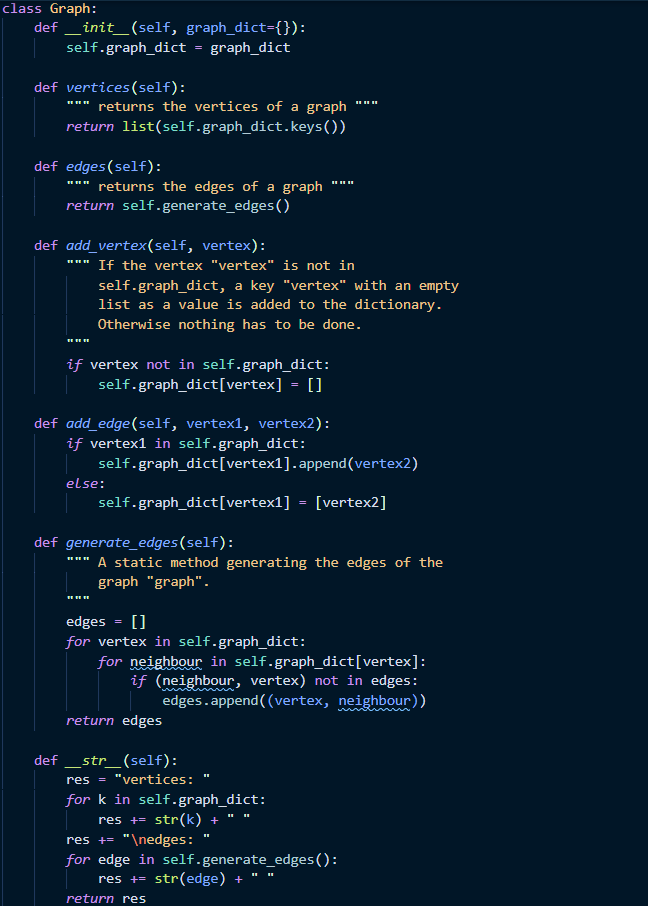 class Graph:
    def __init__(self, graph_dict={}):
        self.graph_dict = graph_dict

    def vertices(self):
        """ returns the vertices of a graph """
        return list(self.graph_dict.keys())

    def edges(self):
        """ returns the edges of a graph """
        return self.generate_edges()

    def add_vertex(self, vertex):
        """ If the vertex "vertex" is not in
            self.graph_dict, a key "vertex" with an empty
            list as a value is added to the dictionary.
            Otherwise nothing has to be done.
        """
        if vertex not in self.graph_dict:
            self.graph_dict[vertex] = []

    def add_edge(self, vertex1, vertex2):
        if vertex1 in self.graph_dict:
            self.graph_dict[vertex1].append(vertex2)
        else:
            self.graph_dict[vertex1] = [vertex2]

    def generate_edges(self):
        """ A static method generating the edges of the
            graph "graph".
        """
        edges = []
        for vertex in self.graph_dict:
            for neighbour in self.graph_dict[vertex]:
                if (neighbour, vertex) not in edges:
                    edges.append((vertex, neighbour))
        return edges

    def __str__(self):
        res = "vertices: "
        for k in self.graph_dict:
            res += str(k) + " "
        res += "\nedges: "
        for edge in self.generate_edges():
            res += str(edge) + " "
        return res